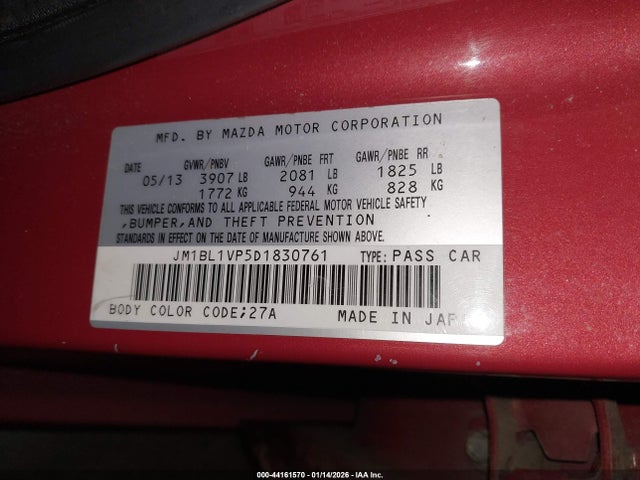 MFD. BY MAZDA MOTOR CORPORATION
DATE GVWR/PNBV GAWR/PNBE FRT GAWR/PNBE RR
05/13 3907 LB 2081 LB 1825 LB
1772 KG 944 KG 828 KG
THIS VEHICLE CONFORMS TO ALL APPLICABLE FEDERAL MOTOR VEHICLE SAFETY
,BUMPER,AND THEFT PREVENTION
STANDARDS IN EFFECT ON THE DATE OF MANUFACTURE SHOWN ABOVE.
JM1BL1VP5D1830761 TYPE: PASS CAR
BODY COLOR CODE;27A MADE IN JAP
000-44161570 - 01/14/2026 - IAA Inc.